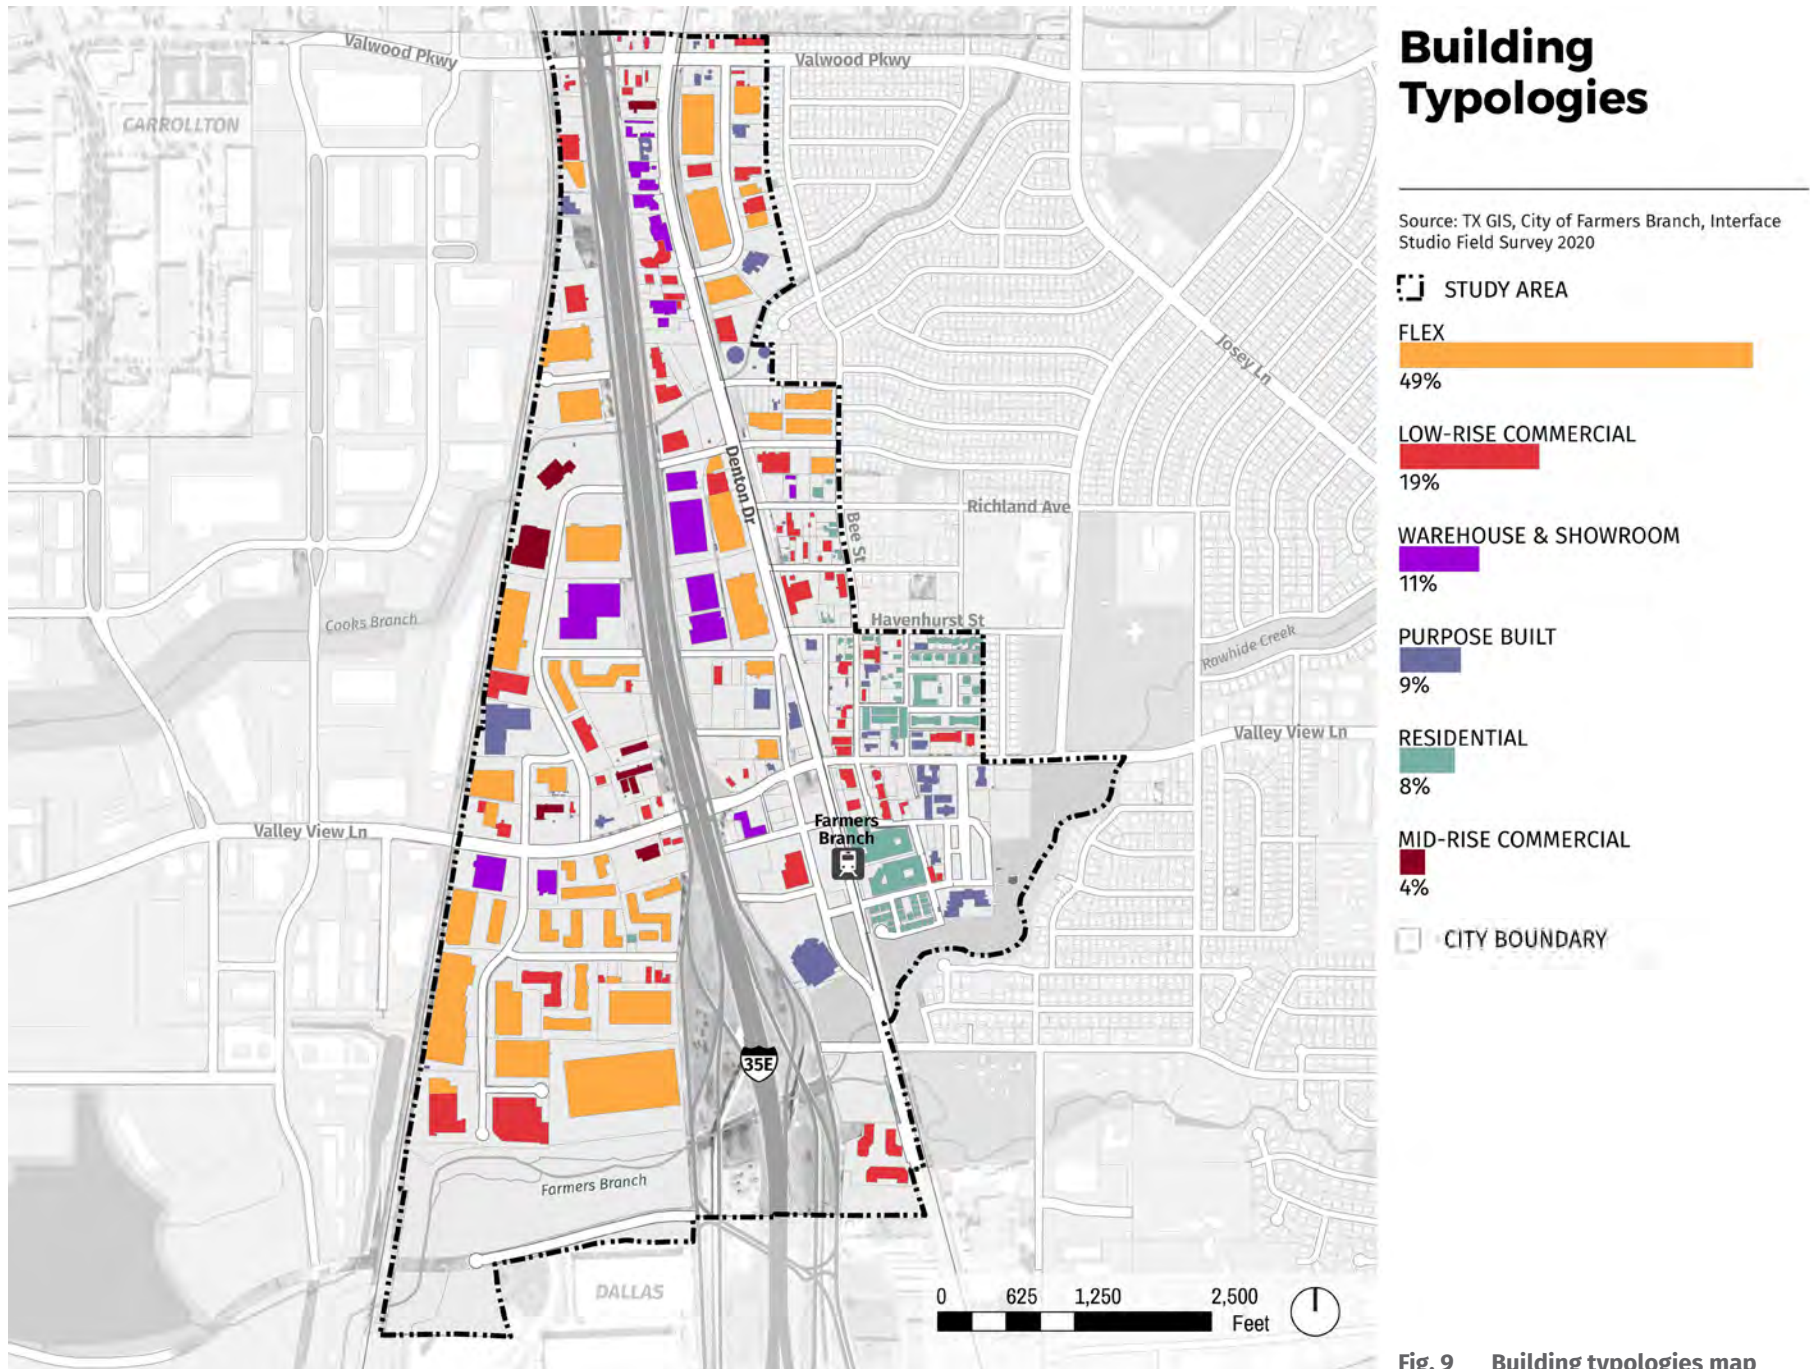 Building
Typologies
Source: TX GIS, City of Farmers Branch, Interface
Studio Field Survey 2020
STUDY AREA
FLEX
49%
LOW-RISE COMMERCIAL
19%
WAREHOUSE & SHOWROOM
11%
PURPOSE BUILT
9%
RESIDENTIAL
8%
MID-RISE COMMERCIAL
4%
CITY BOUNDARY
Valwood Pkwy
Valwood Pkwy
CARROLLTON
Josey Ln
Denton Dr
Richland Ave
Bee St
Cooks Branch
Havenhurst St
Rawhide Creek
Valley View Ln
Farmers
Branch
Valley View Ln
35E
Farmers Branch
DALLAS
0 625 1,250 2,500
Feet
Fig. 9 Building typologies map